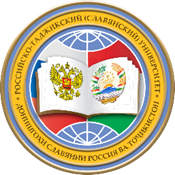 РОССИЙСКО-ТАДЖИКСКИЙ (СЛАВЯНСКИЙ) УНИВЕРСИТЕТ
ДОНИШГОҲИ СЛАВЯНИИ РОССИЯ ВА ТОҶИКИСТОН